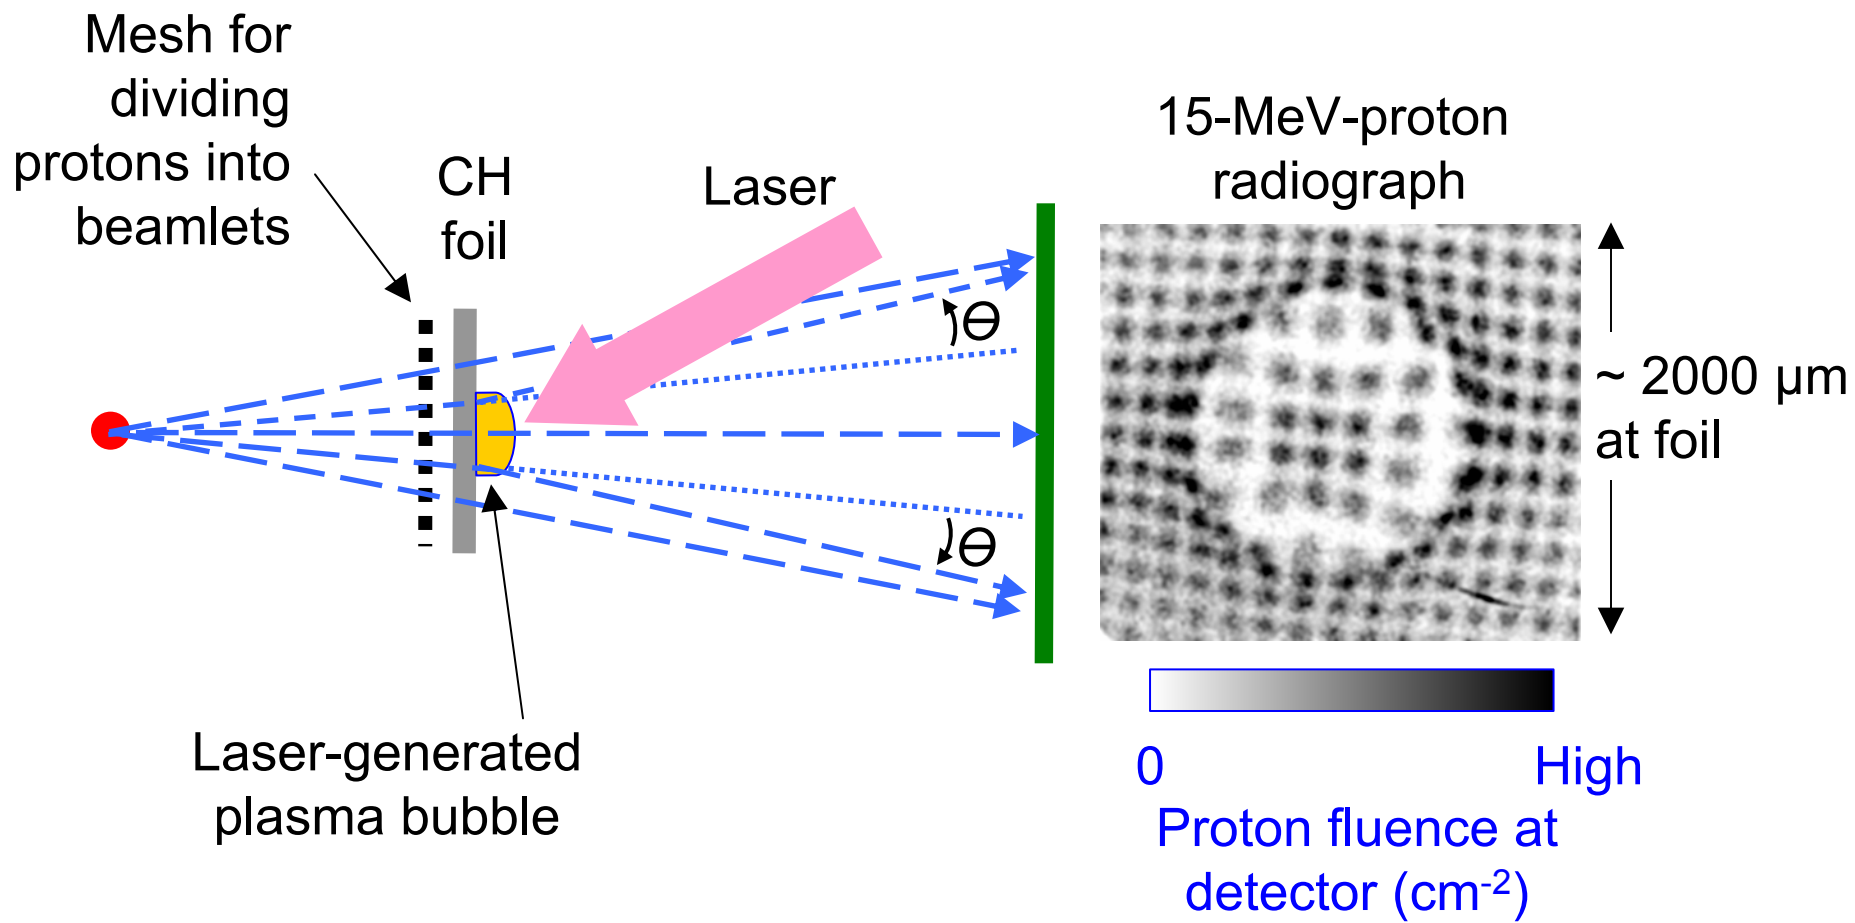 Mesh for
dividing
protons into
beamlets
CH
foil
Laser
15-MeV-proton
radiograph
Θ
Θ
~ 2000 µm
at foil
Laser-generated
plasma bubble
0
High
Proton fluence at
detector (cm⁻²)